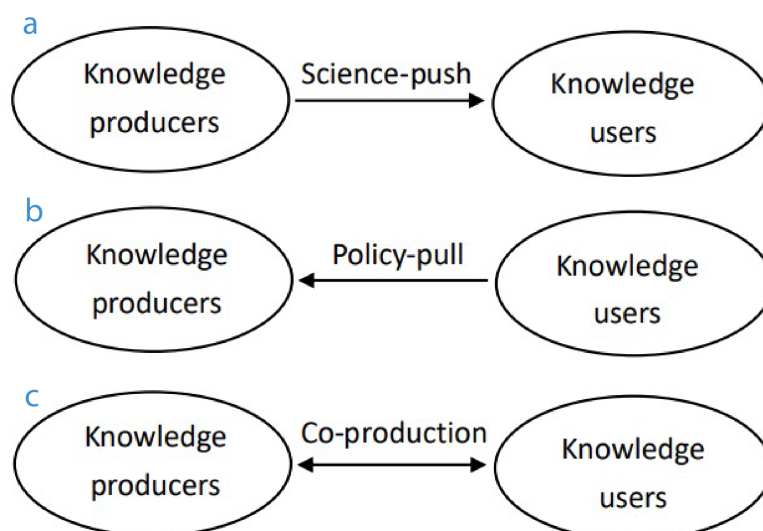 a
Knowledge
producers
Science-push
Knowledge
users
b
Knowledge
producers
Policy-pull
Knowledge
users
c
Knowledge
producers
Co-production
Knowledge
users